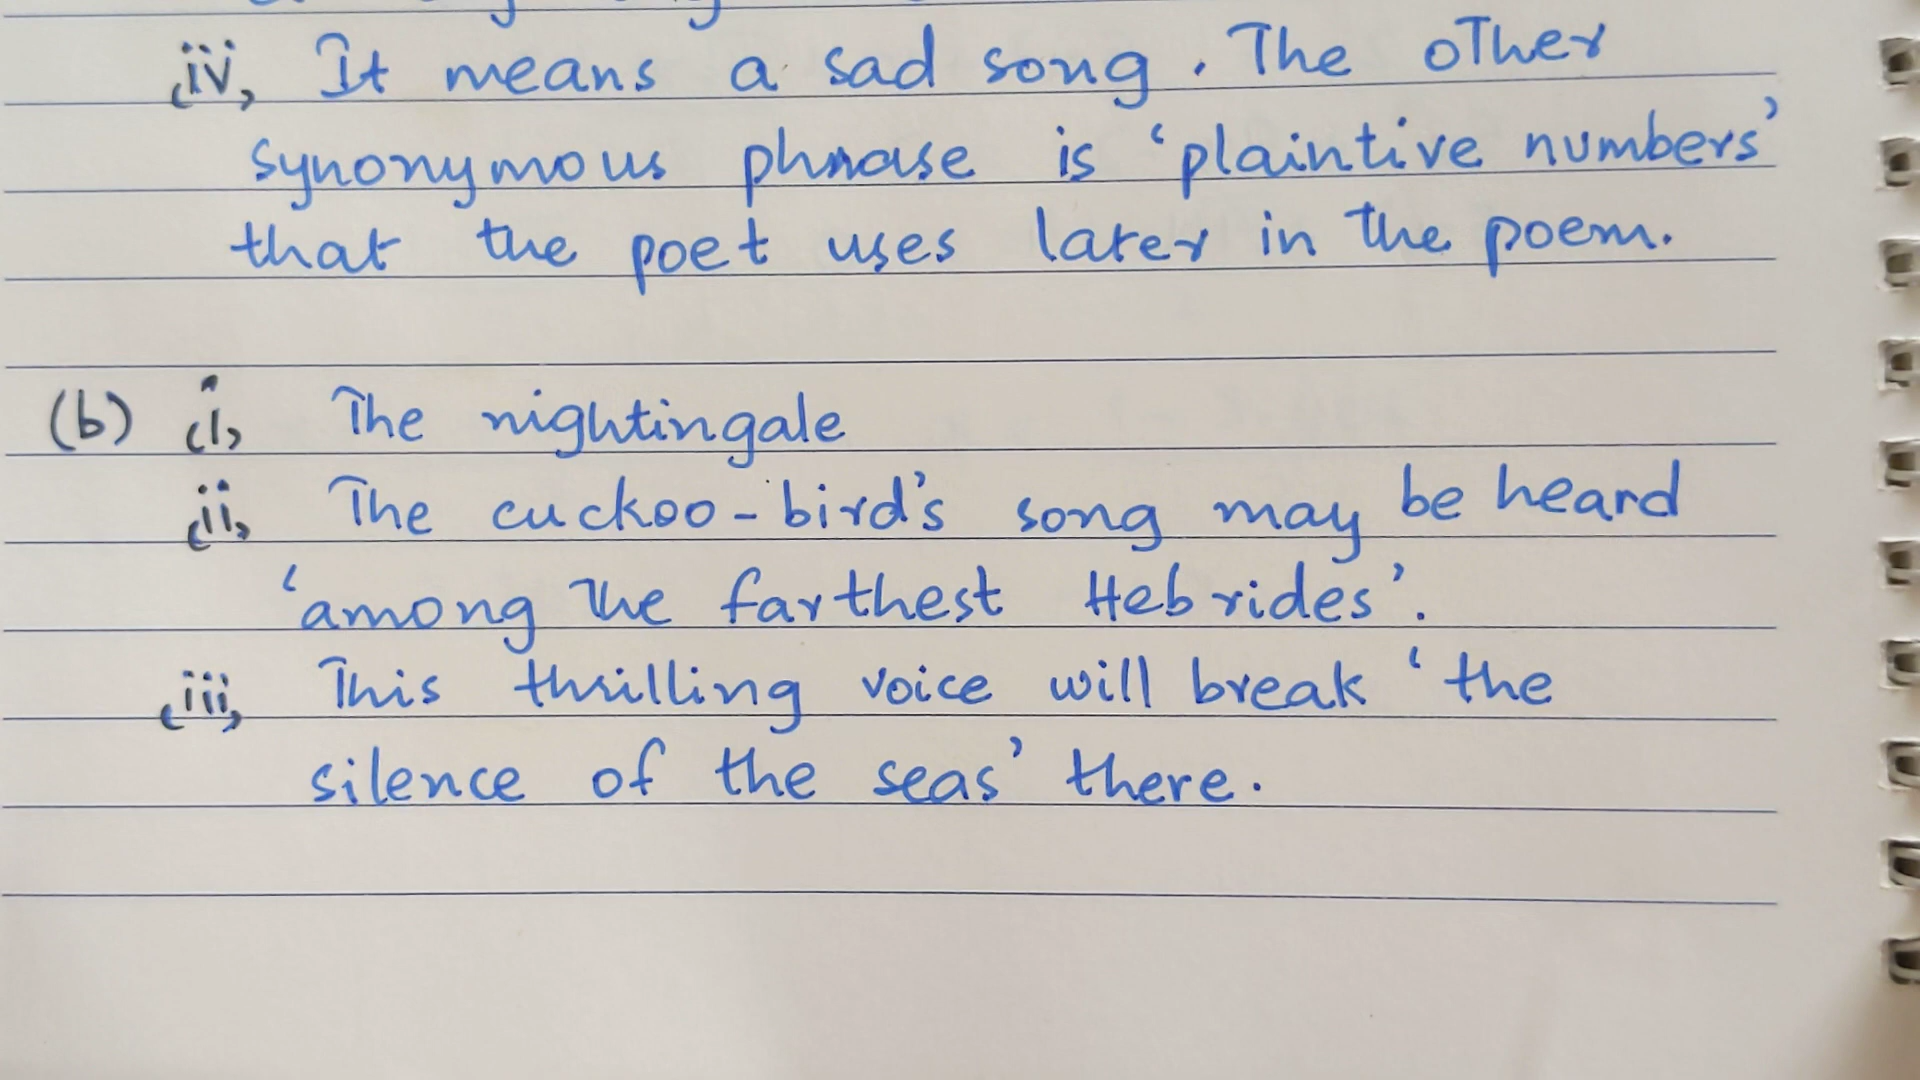 (iv) It means a sad song. The other
synonymous phrase is 'plaintive numbers'
that the poet uses later in the poem.
(b) (i) The nightingale
(ii) The cuckoo-bird's song may be heard
'among the farthest Hebrides'.
(iii) This thrilling voice will break 'the
silence of the seas' there.